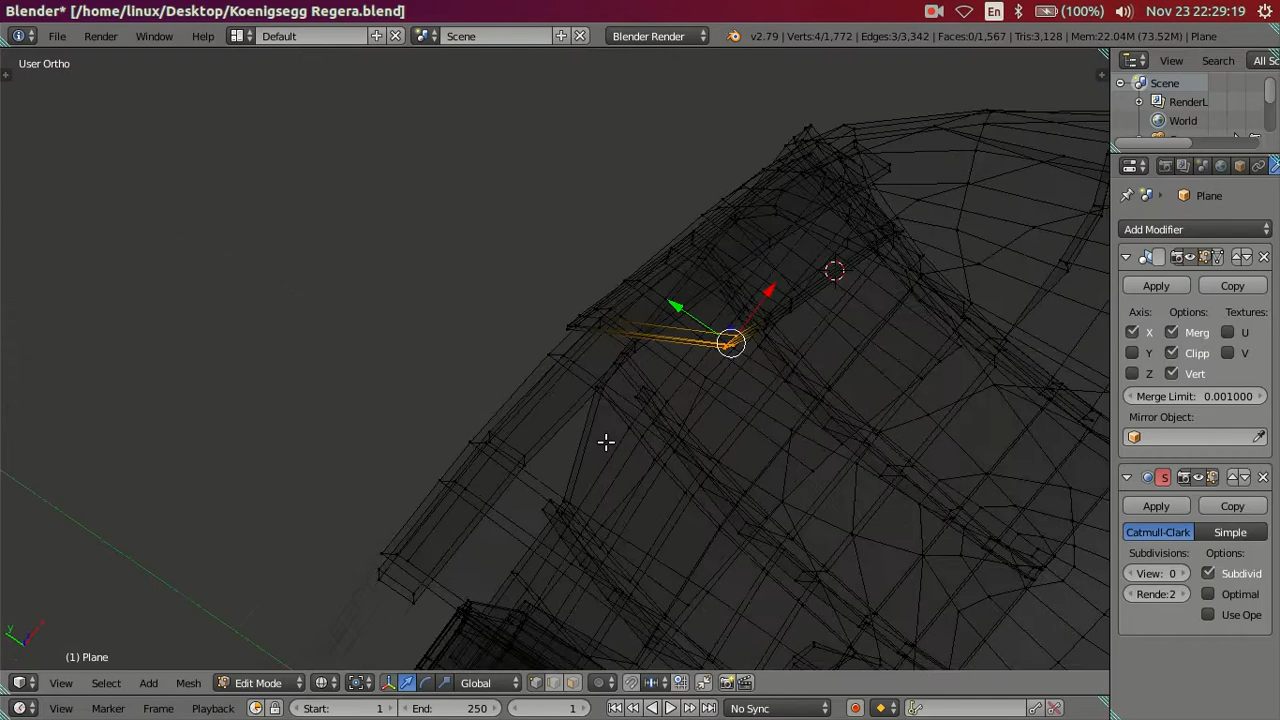 Blender* [/home/linux/Desktop/Koenigsegg Regera.blend]
En
(100%)
Nov 23 22:29:19
File
Render
Window
Help
Default
Scene
Blender Render
v2.79 | Verts:4/1,772 | Edges:3/3,342 | Faces:0/1,567 | Tris:3,128 | Mem:22.04M (73.52M) | Plane
User Ortho
View
Search
All Sc
Scene
RenderL
World
Plane
Add Modifier
Apply
Copy
Axis:
Options:
Textures:
X
Merg
U
Y
Clipp
V
Z
Vert
Merge Limit: 0.001000
Mirror Object:
S
Apply
Copy
Catmull-Clark
Simple
Subdivisions:
Options:
View: 0
Subdivid
Rende:2
Optimal
Use Ope
y
(1) Plane
View
Select
Add
Mesh
Edit Mode
Global
View
Marker
Frame
Playback
Start: 1
End: 250
1
No Sync